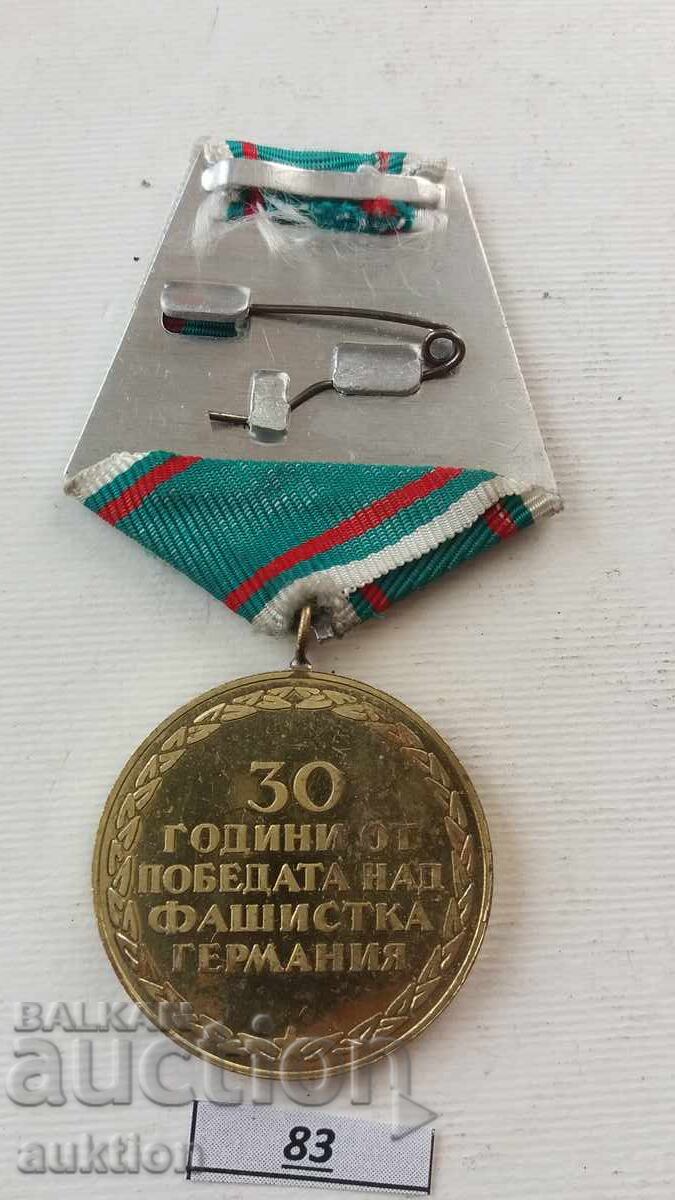 30
ГОДИНИ ОТ
ПОБЕДАТА НАД
ФАШИСТКА
ГЕРМАНИЯ
BALKAN
auction
auktion
83